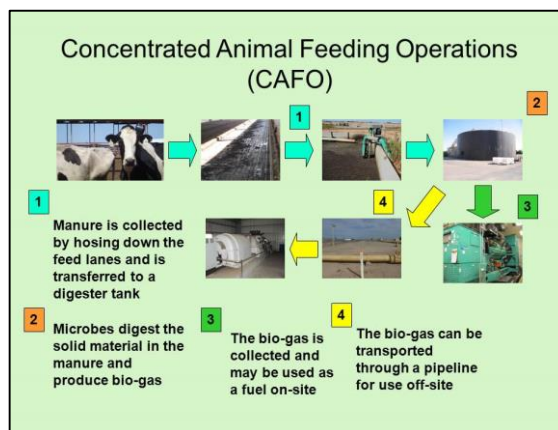 Concentrated Animal Feeding Operations
(CAFO)
1
2
1
4
3
Manure is collected
by hosing down the
feed lanes and is
transferred to a
digester tank
2
Microbes digest the
solid material in the
manure and
produce bio-gas
3
The bio-gas is
collected and
may be used as
a fuel on-site
4
The bio-gas can be
transported
through a pipeline
for use off-site